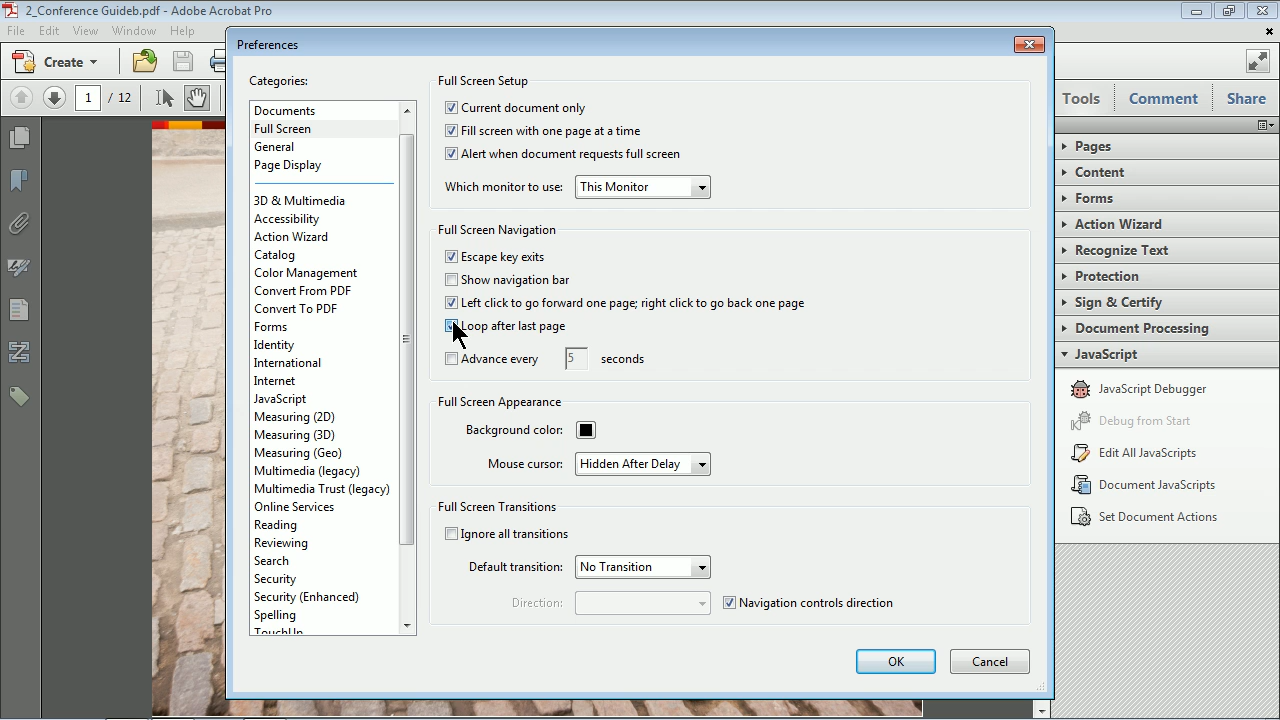 2_Conference Guideb.pdf - Adobe Acrobat Pro
File Edit View Window Help
Create
1 / 12
Tools Comment Share
Pages
Content
Forms
Action Wizard
Recognize Text
Protection
Sign & Certify
Document Processing
JavaScript
JavaScript Debugger
Debug from Start
Edit All JavaScripts
Document JavaScripts
Set Document Actions
Preferences
Categories:
Documents
Full Screen
General
Page Display
3D & Multimedia
Accessibility
Action Wizard
Catalog
Color Management
Convert From PDF
Convert To PDF
Forms
Identity
International
Internet
JavaScript
Measuring (2D)
Measuring (3D)
Measuring (Geo)
Multimedia (legacy)
Multimedia Trust (legacy)
Online Services
Reading
Reviewing
Search
Security
Security (Enhanced)
Spelling
TouchUp
Full Screen Setup
Current document only
Fill screen with one page at a time
Alert when document requests full screen
Which monitor to use: This Monitor
Full Screen Navigation
Escape key exits
Show navigation bar
Left click to go forward one page; right click to go back one page
Loop after last page
Advance every 5 seconds
Full Screen Appearance
Background color:
Mouse cursor: Hidden After Delay
Full Screen Transitions
Ignore all transitions
Default transition: No Transition
Direction: Navigation controls direction
OK Cancel